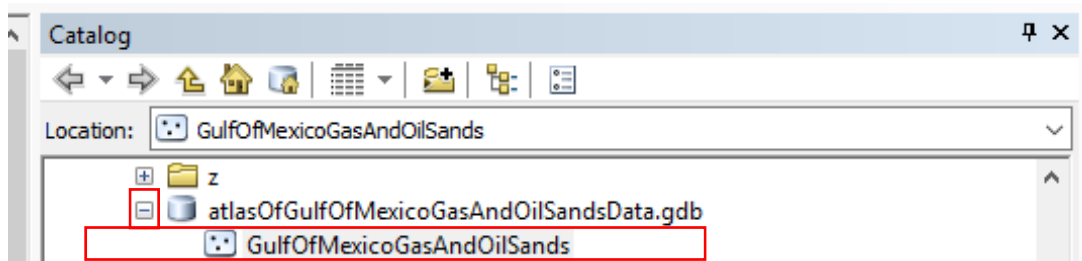 Catalog
Location: GulfOfMexicoGasAndOilSands
z
atlasOfGulfOfMexicoGasAndOilSandsData.gdb
GulfOfMexicoGasAndOilSands